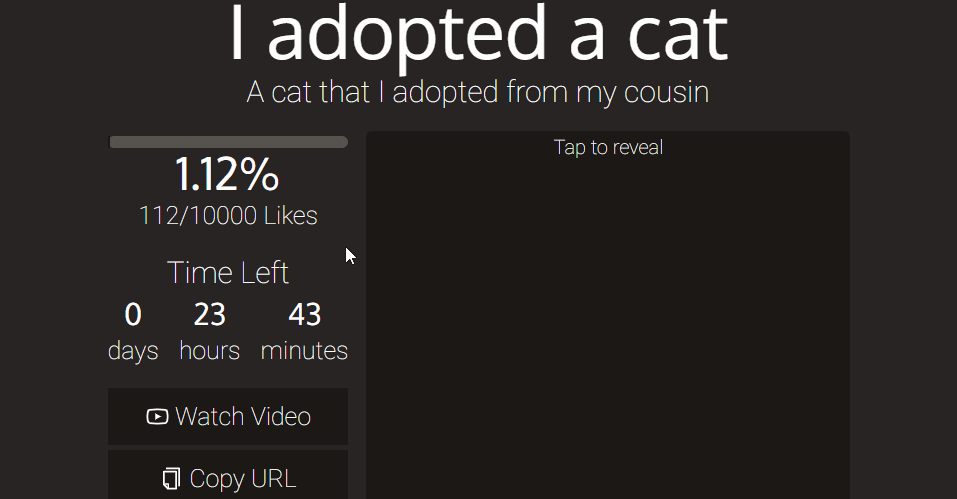 I adopted a cat
A cat that I adopted from my cousin
1.12%
112/10000 Likes
Time Left
0 23 43
days hours minutes
Watch Video
Copy URL
Tap to reveal